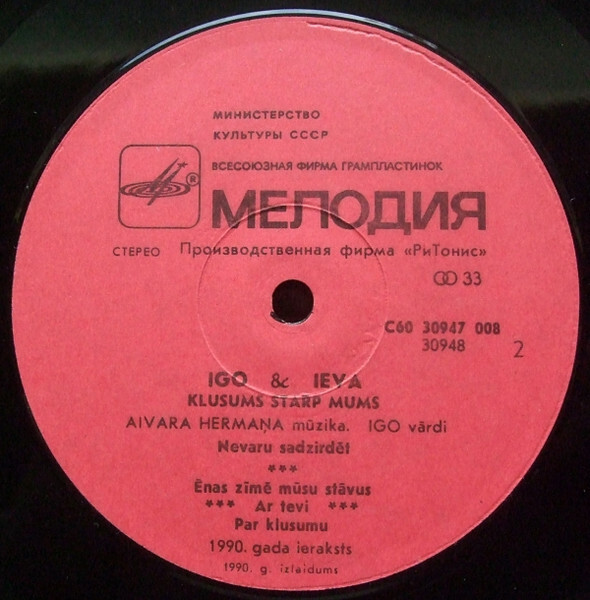 МИНИСТЕРСТВО
КУЛЬТУРЫ СССР
ВСЕСОЮЗНАЯ ФИРМА ГРАМПЛАСТИНОК
®
МЕЛОДИЯ
СТЕРЕО Производственная фирма «РиТонис»
33
С60 30947 008
30948 2
IGO & IEVA
KLUSUMS STARP MUMS
AIVARA HERMAŅA mūzika. IGO vārdi
Nevaru sadzirdēt
***
Ēnas zīmē mūsu stāvus
*** Ar tevi ***
Par klusumu
1990. gada ieraksts
1990. g. izlaidums